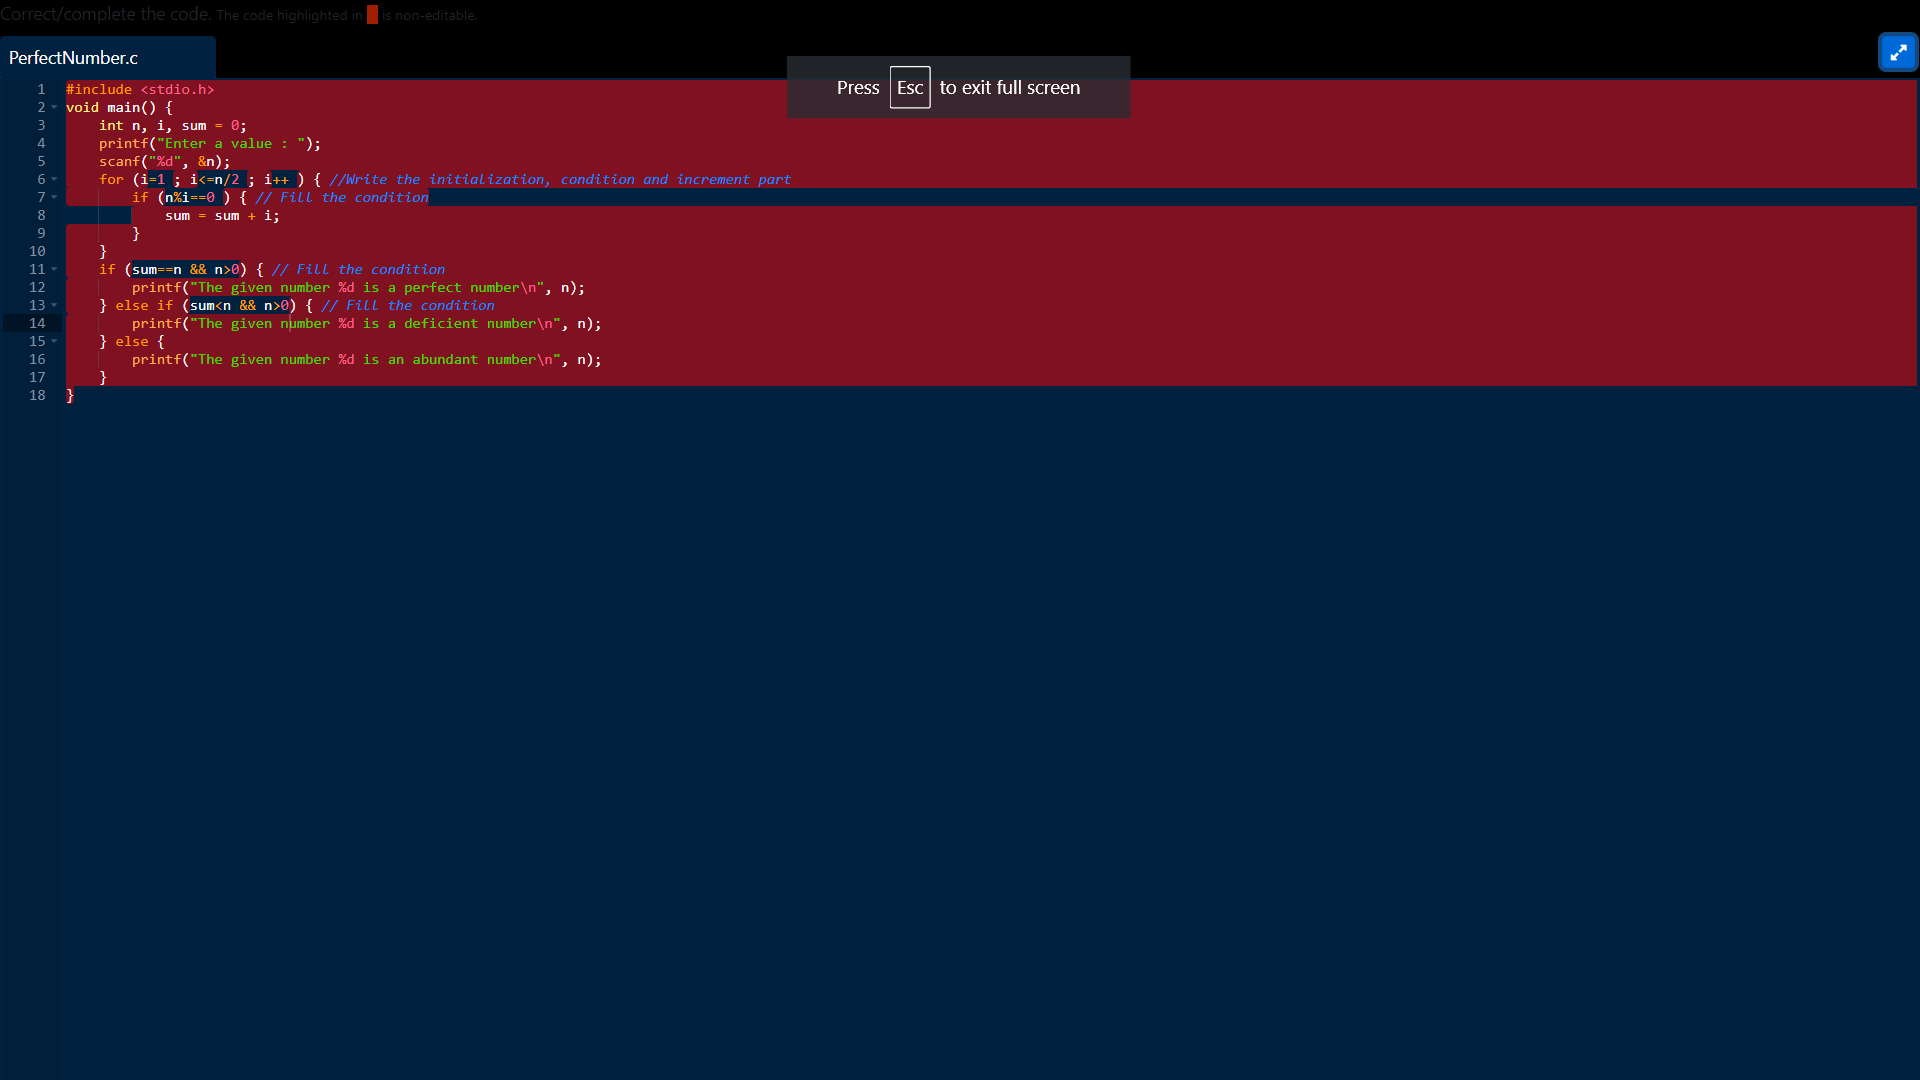 Correct/complete the code. The code highlighted in is non-editable.
PerfectNumber.c
Press Esc to exit full screen
1 #include <stdio.h>
2 void main() {
3 int n, i, sum = 0;
4 printf("Enter a value : ");
5 scanf("%d", &n);
6 for (i=1 ; i<=n/2 ; i++ ) { //Write the initialization, condition and increment part
7 if (n%i==0 ) { // Fill the condition
8 sum = sum + i;
9 }
10 }
11 if (sum==n && n>0) { // Fill the condition
12 printf("The given number %d is a perfect number\n", n);
13 } else if (sum<n && n>0) { // Fill the condition
14 printf("The given number %d is a deficient number\n", n);
15 } else {
16 printf("The given number %d is an abundant number\n", n);
17 }
18 }